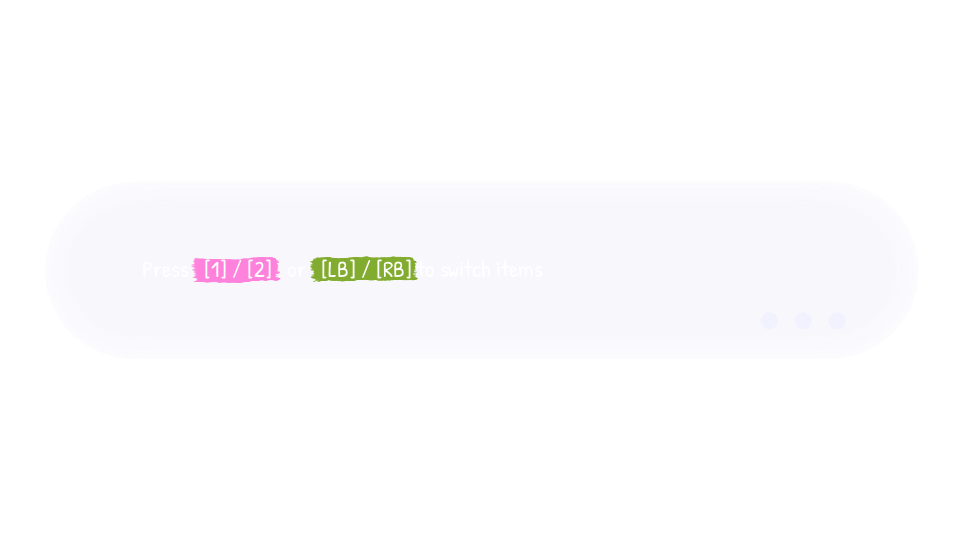 Press [1] / [2] or [LB] / [RB] to switch items